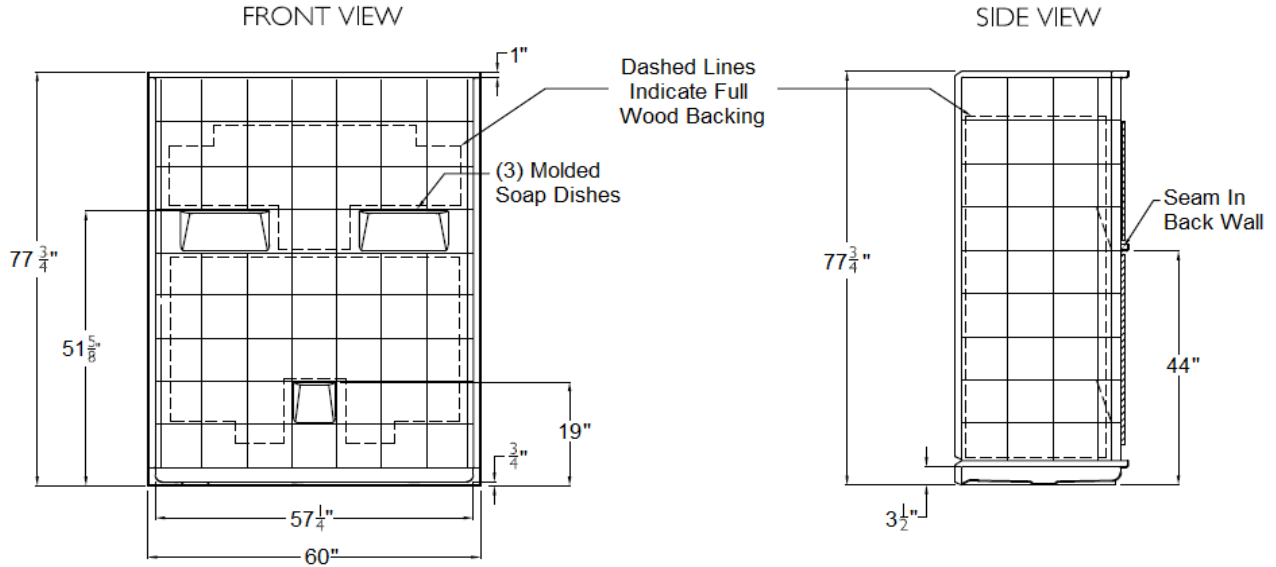 FRONT VIEW
SIDE VIEW
1"
Dashed Lines
Indicate Full
Wood Backing
(3) Molded
Soap Dishes
Seam In
Back Wall
77 3/4"
77 3/4"
51 5/8"
44"
19"
3/4"
3 1/2"
57 1/4"
60"